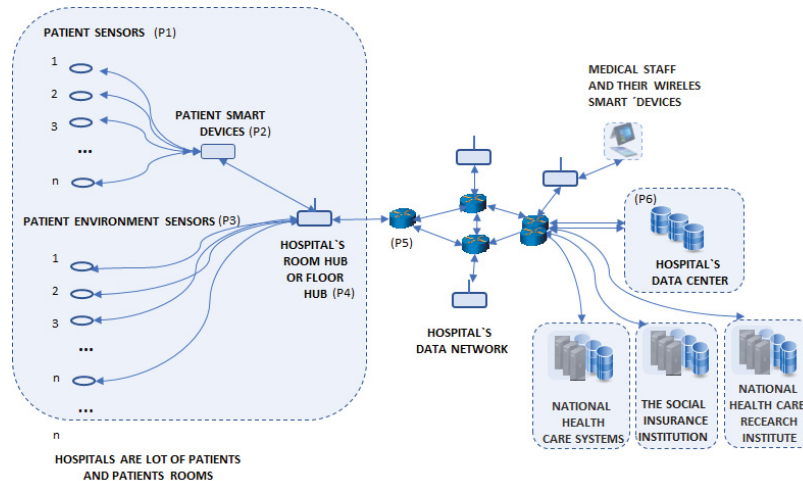 PATIENT SENSORS (P1)
1
2
3
...
n
PATIENT SMART
DEVICES (P2)
PATIENT ENVIRONMENT SENSORS (P3)
1
2
3
...
n
...
n
HOSPITAL`S
ROOM HUB
OR FLOOR
HUB (P4)
HOSPITALS ARE LOT OF PATIENTS
AND PATIENTS ROOMS
(P5)
HOSPITAL`S
DATA NETWORK
MEDICAL STAFF
AND THEIR WIRELES
SMART ´DEVICES
(P6)
HOSPITAL`S
DATA CENTER
NATIONAL
HEALTH
CARE SYSTEMS
THE SOCIAL
INSURANCE
INSTITUTION
NATIONAL
HEALTH CARE
RECEARCH
INSTITUTE